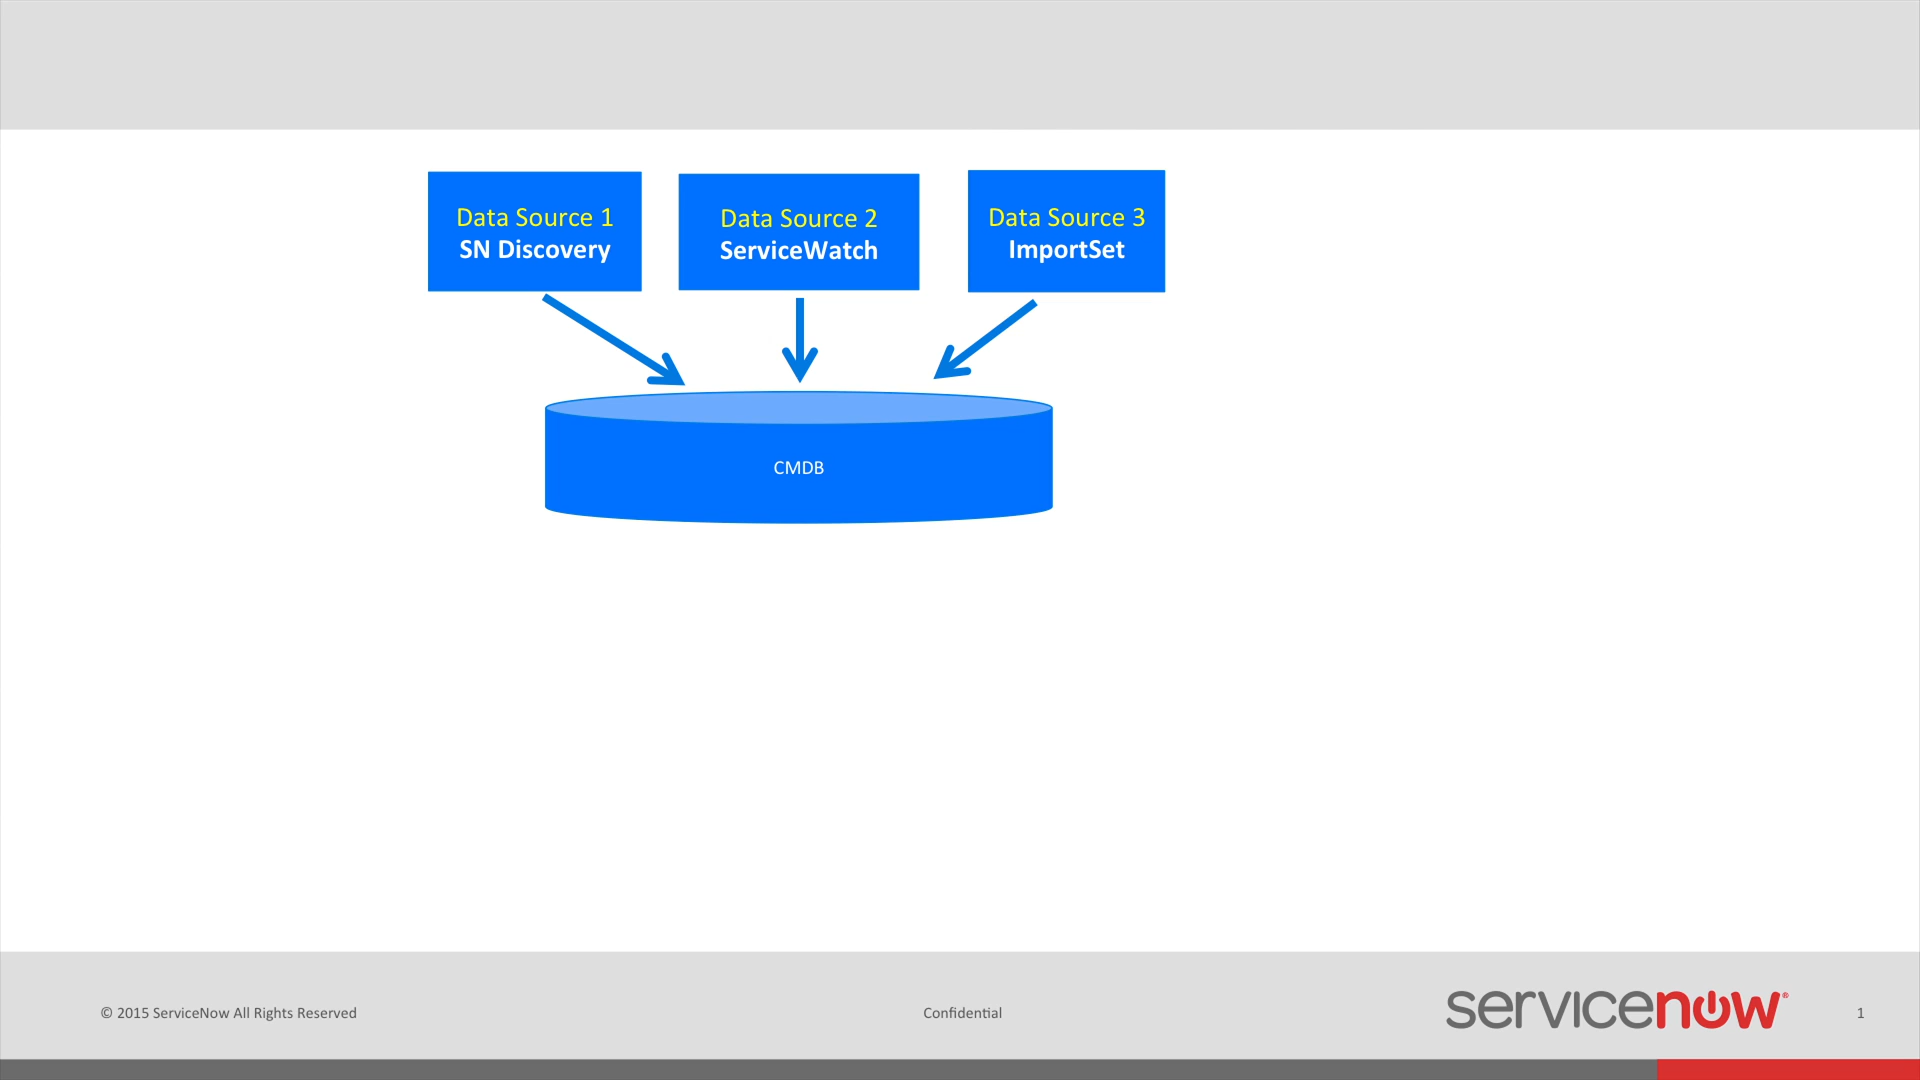 Data Source 1
SN Discovery
Data Source 2
ServiceWatch
Data Source 3
ImportSet
CMDB
© 2015 ServiceNow All Rights Reserved
Confidential
servicenow®
1